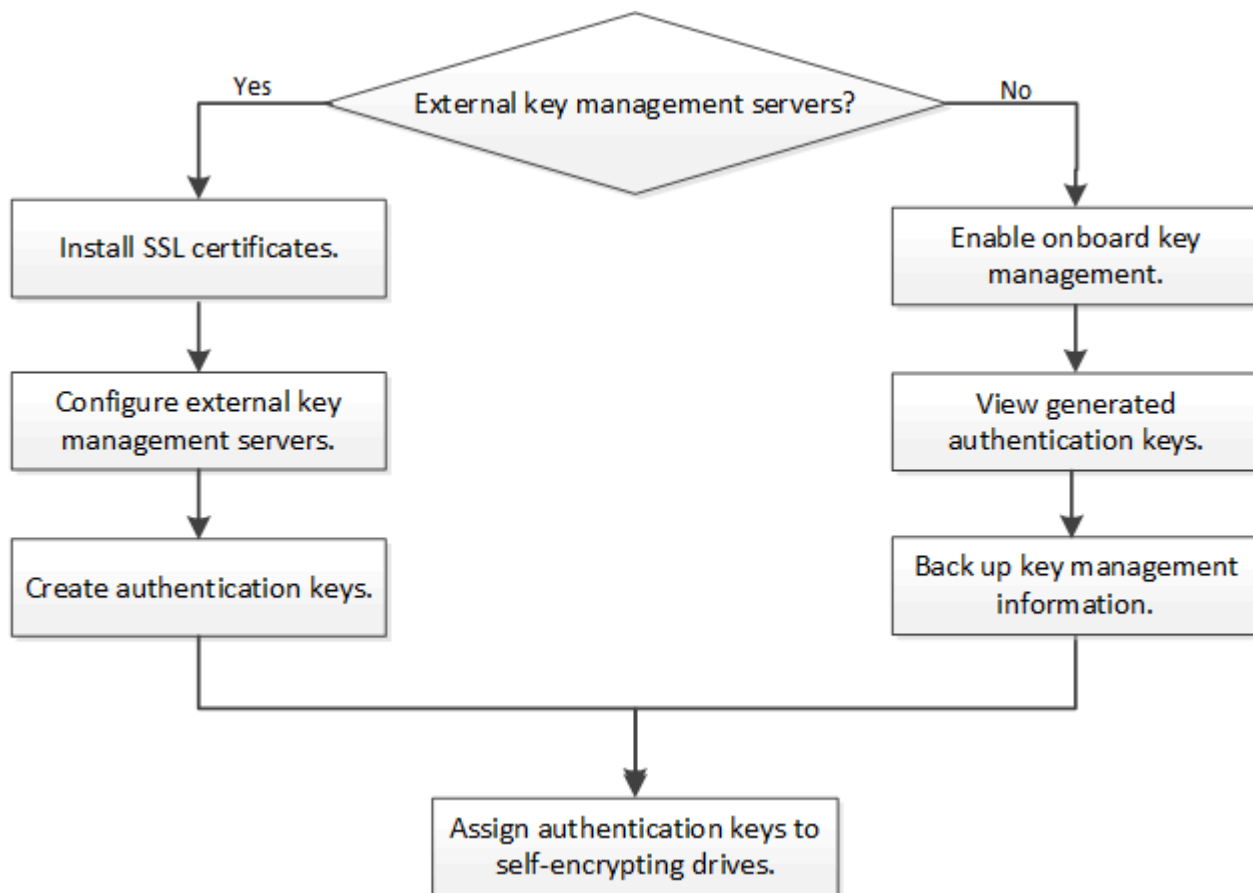 External key management servers?
Yes
No
Install SSL certificates.
Configure external key
management servers.
Create authentication keys.
Enable onboard key
management.
View generated
authentication keys.
Back up key management
information.
Assign authentication keys to
self-encrypting drives.